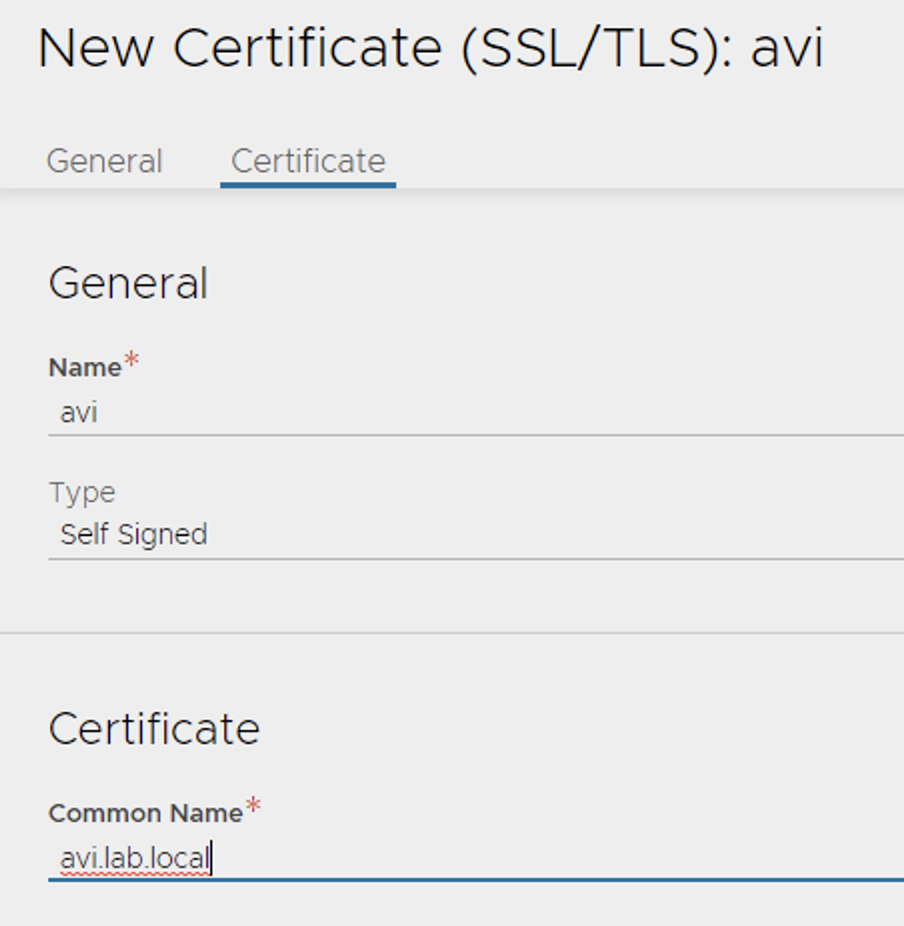 New Certificate (SSL/TLS): avi
General Certificate
General
Name*
avi
Type
Self Signed
Certificate
Common Name*
avi.lab.local